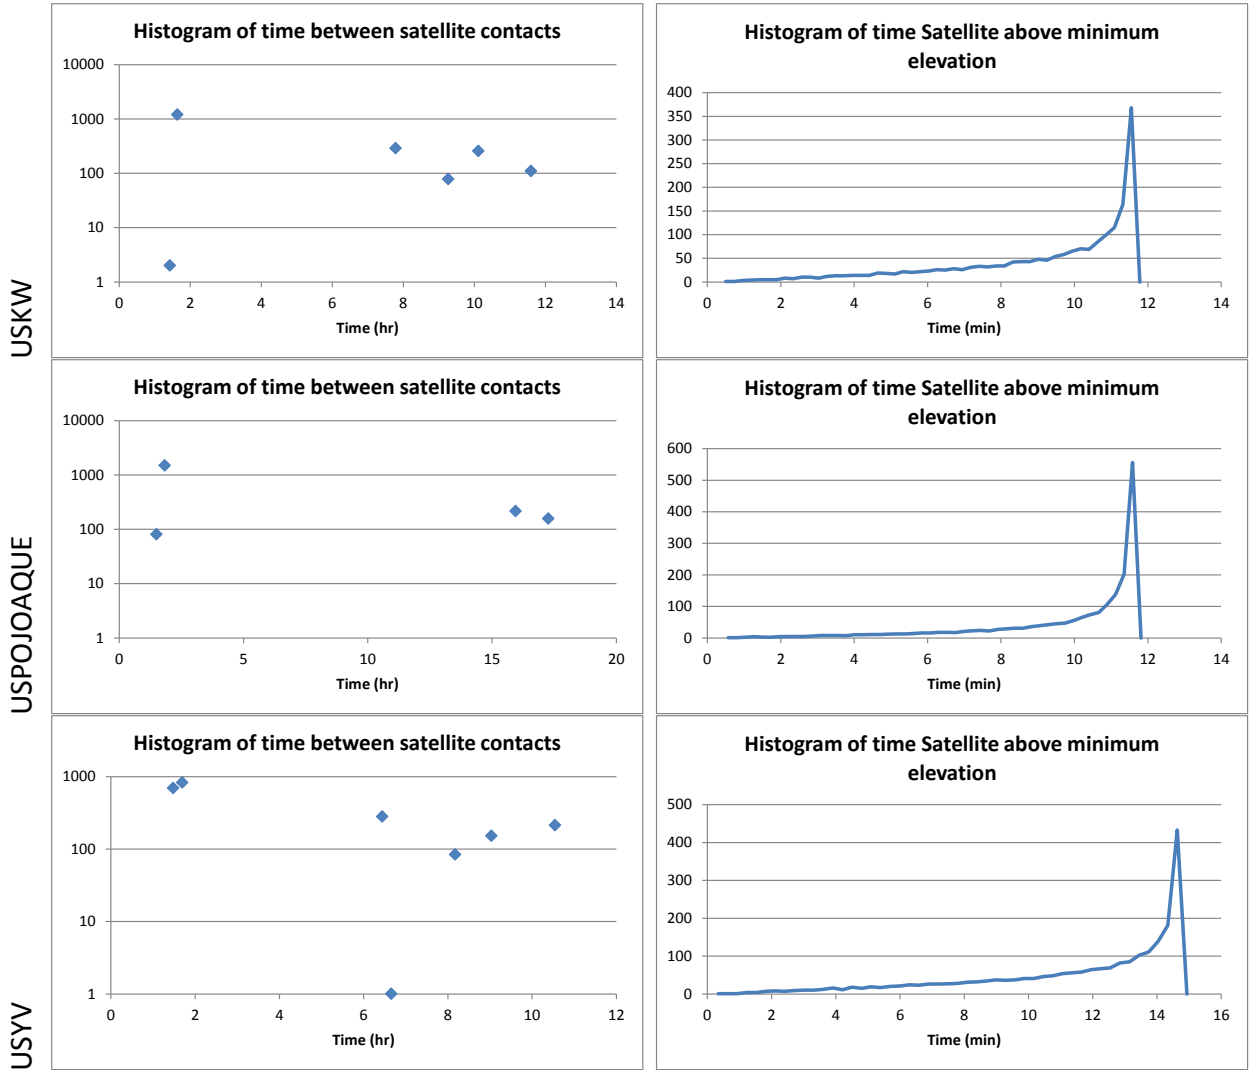 USKW
Histogram of time between satellite contacts
10000
1000
100
10
1
0 2 4 6 8 10 12 14
Time (hr)
Histogram of time Satellite above minimum
elevation
400
350
300
250
200
150
100
50
0
0 2 4 6 8 10 12 14
Time (min)
USPOJOAQUE
Histogram of time between satellite contacts
10000
1000
100
10
1
0 5 10 15 20
Time (hr)
Histogram of time Satellite above minimum
elevation
600
500
400
300
200
100
0
0 2 4 6 8 10 12 14
Time (min)
USYV
Histogram of time between satellite contacts
1000
100
10
1
0 2 4 6 8 10 12
Time (hr)
Histogram of time Satellite above minimum
elevation
500
400
300
200
100
0
0 2 4 6 8 10 12 14 16
Time (min)